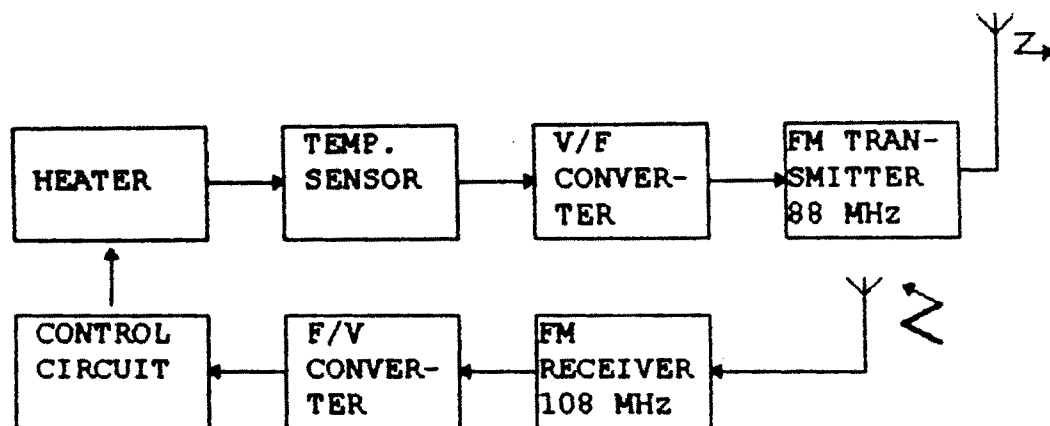 HEATER
TEMP.
SENSOR
V/F
CONVER-
TER
FM TRAN-
SMITTER
88 MHz
CONTROL
CIRCUIT
F/V
CONVER-
TER
FM
RECEIVER
108 MHz